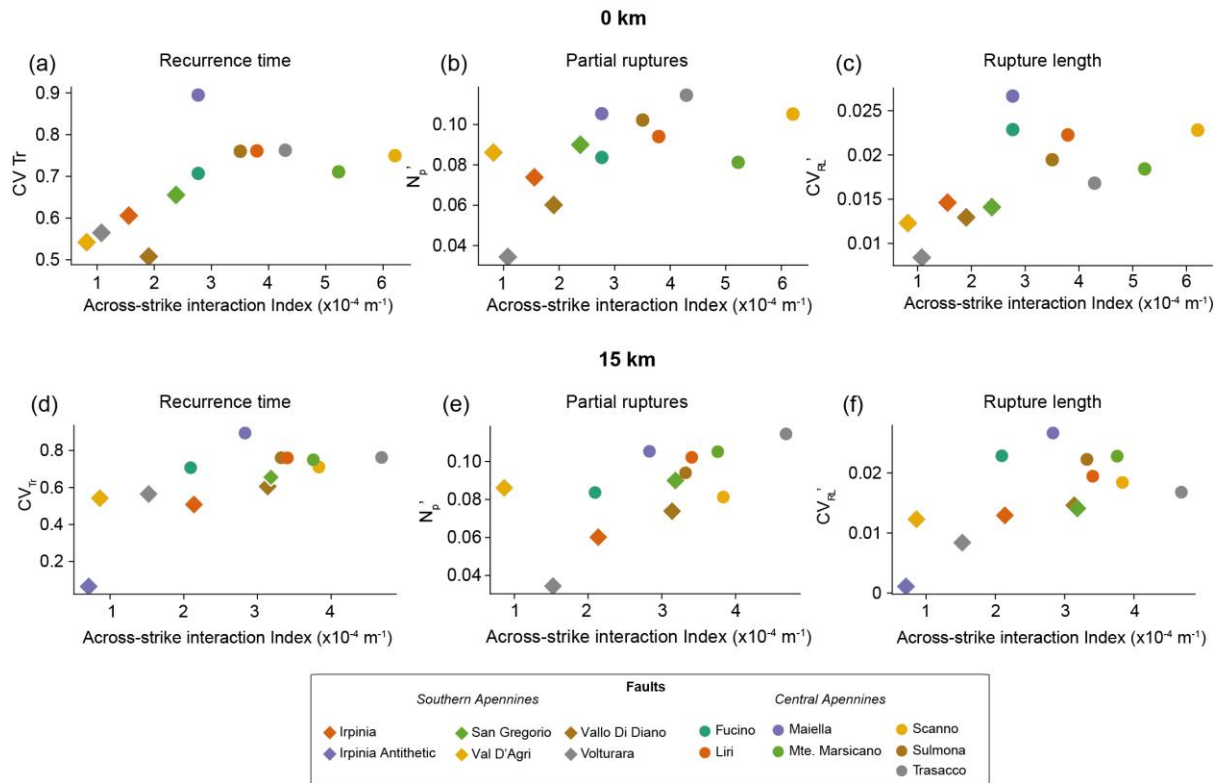 0 km
(a) Recurrence time
(b) Partial ruptures
(c) Rupture length
0.9
0.8
0.7
0.6
0.5
CV Tr
1 2 3 4 5 6
Across-strike interaction Index (x10⁻⁴ m⁻¹)
0.10
0.08
0.06
0.04
Nₚ'
1 2 3 4 5 6
Across-strike interaction Index (x10⁻⁴ m⁻¹)
0.025
0.02
0.015
0.01
CV_RL'
1 2 3 4 5 6
Across-strike interaction Index (x10⁻⁴ m⁻¹)
15 km
(d) Recurrence time
(e) Partial ruptures
(f) Rupture length
0.8
0.6
0.4
0.2
CV_Tr
1 2 3 4
Across-strike interaction Index (x10⁻⁴ m⁻¹)
0.10
0.08
0.06
0.04
Nₚ'
1 2 3 4
Across-strike interaction Index (x10⁻⁴ m⁻¹)
0.02
0.01
0
CV_RL'
1 2 3 4
Across-strike interaction Index (x10⁻⁴ m⁻¹)
Faults
Southern Apennines
Central Apennines
Irpinia
Irpinia Antithetic
San Gregorio
Val D'Agri
Vallo Di Diano
Volturara
Fucino
Liri
Maiella
Mte. Marsicano
Scanno
Sulmona
Trasacco